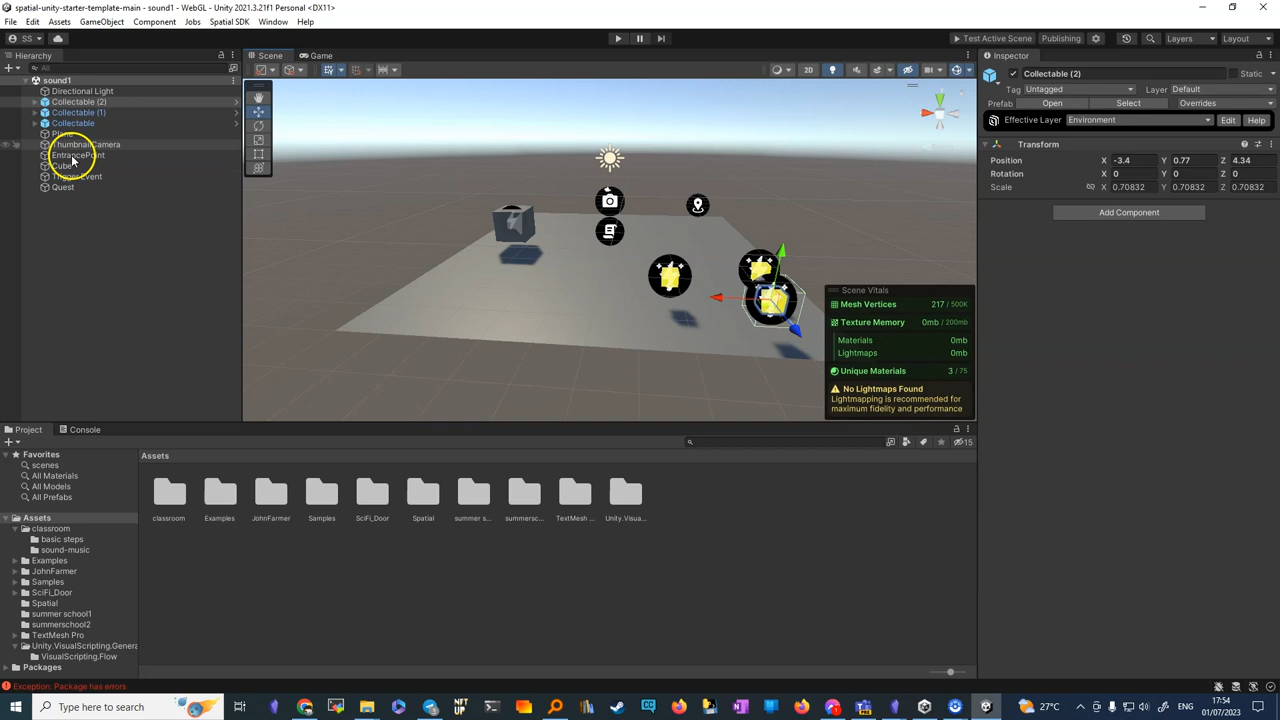 spatial-unity-starter-template-main - sound1 - WebGL - Unity 2021.3.21f1 Personal <DX11>
File Edit Assets GameObject Component Jobs Spatial SDK Window Help
SS Test Active Scene Publishing Layers Layout
Hierarchy Scene Game Inspector
All 2D Collectable (2) Static
sound1 Tag Untagged Layer Default
Directional Light Prefab Open Select Overrides
Collectable (2) Effective Layer Environment Edit Help
Collectable (1) Transform
Collectable Position X -3.4 Y 0.77 Z 4.34
Plane Rotation X 0 Y 0 Z 0
ThumbnailCamera Scale X 0.70832 Y 0.70832 Z 0.70832
EntrancePoint Add Component
Cube
Trigger Event
Quest
Scene Vitals
Mesh Vertices 217 / 500K
Texture Memory 0mb / 200mb
Materials 0mb
Lightmaps 0mb
Unique Materials 3 / 75
No Lightmaps Found
Lightmapping is recommended for
maximum fidelity and performance
Project Console
15
Favorites Assets
scenes
All Materials
All Models
All Prefabs
classroom Examples JohnFarmer Samples SciFi_Door Spatial summer s... summersc... TextMesh ... Unity.Visua...
Assets
classroom
basic steps
sound-music
Examples
JohnFarmer
Samples
SciFi_Door
Spatial
summer school1
summerschool2
TextMesh Pro
Unity.VisualScripting.Genera
VisualScripting.Flow
Packages
Exception: Package has errors
Type here to search 27°C 17:54
01/07/2023